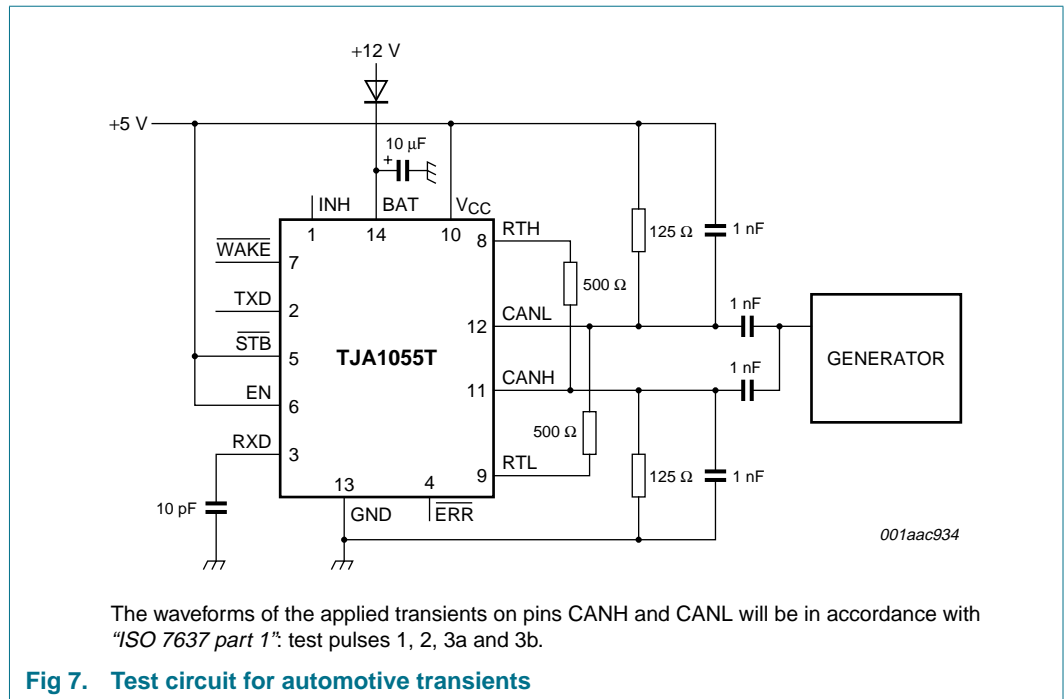 +12 V
+5 V
10 μF
+
INH
BAT
VCC
1
14
10
RTH
8
125 Ω
1 nF
WAKE
7
500 Ω
TXD
2
1 nF
CANL
12
STB
5
TJA1055T
GENERATOR
CANH
11
1 nF
EN
6
500 Ω
RXD
3
RTL
9
125 Ω
1 nF
13
4
10 pF
GND
ERR
001aac934
The waveforms of the applied transients on pins CANH and CANL will be in accordance with
“ISO 7637 part 1”: test pulses 1, 2, 3a and 3b.
Fig 7. Test circuit for automotive transients